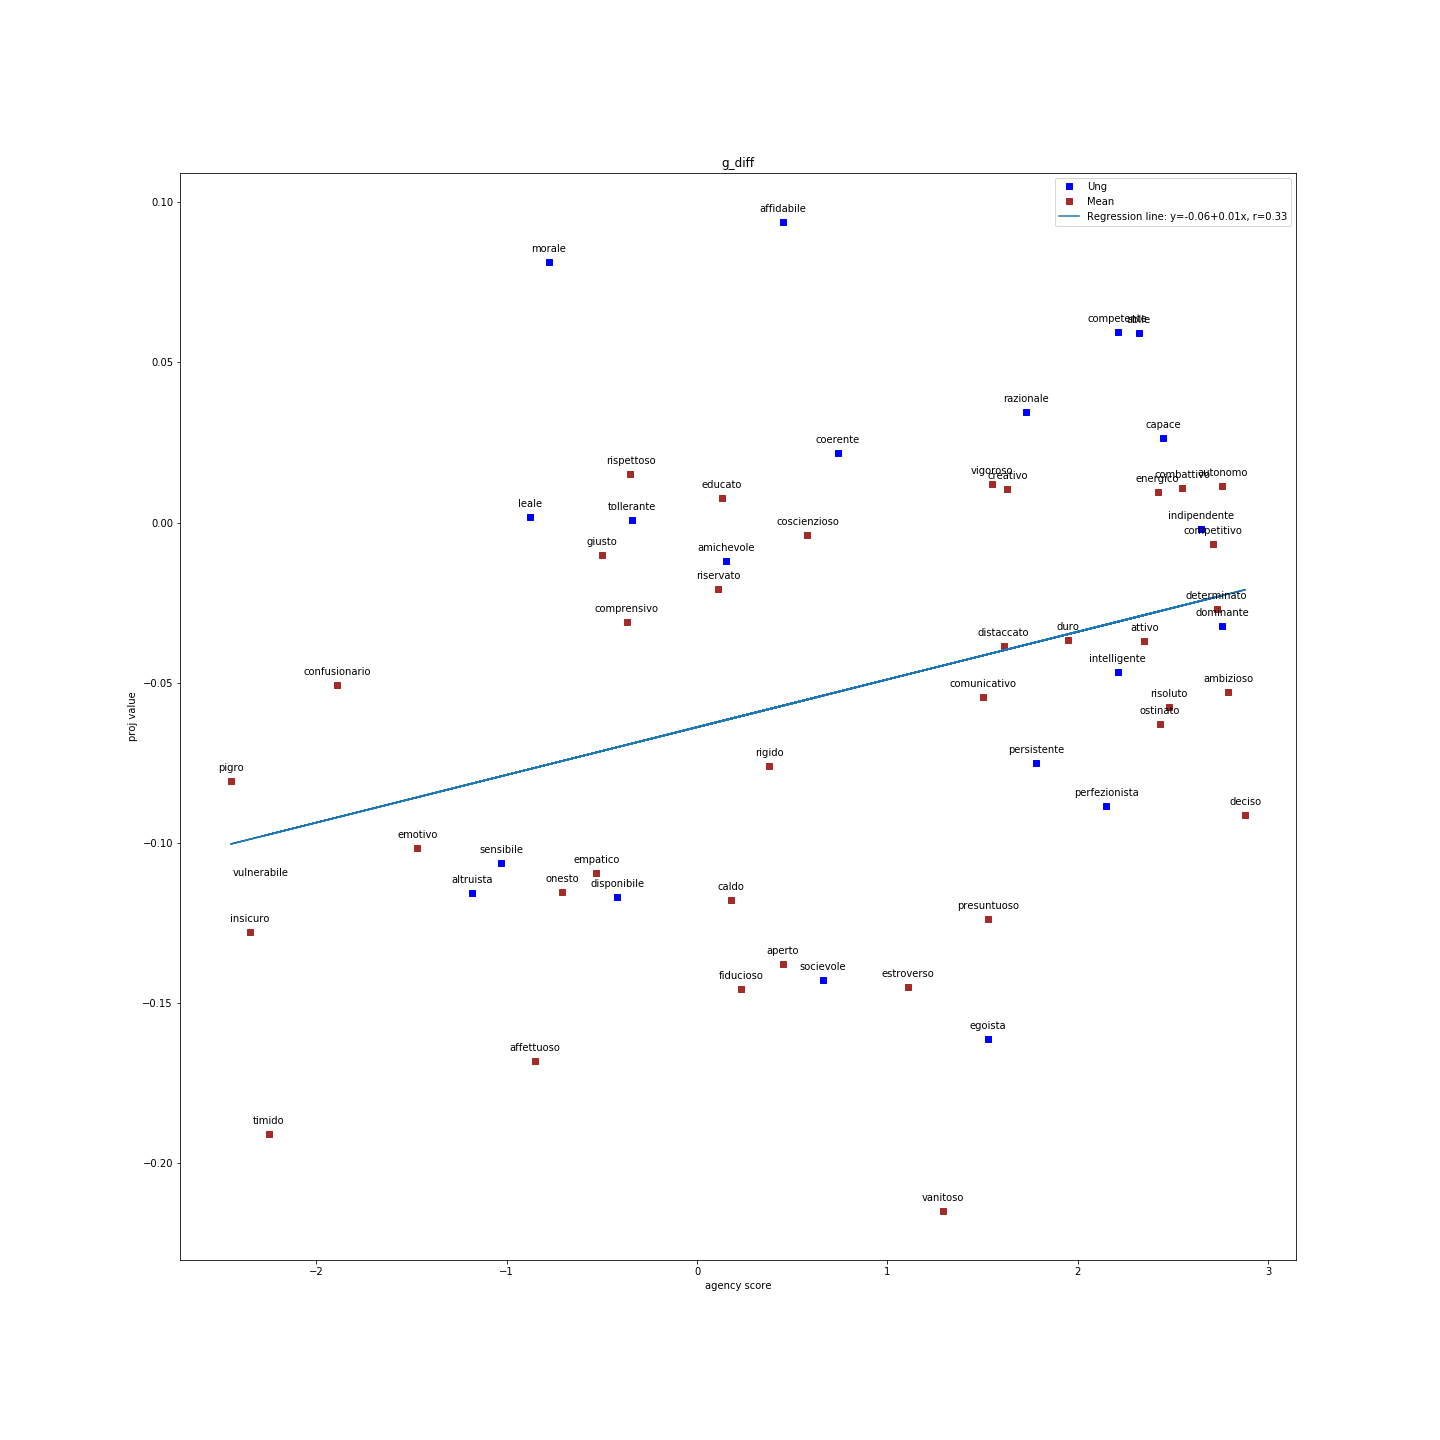 g_diff
Ung
Mean
Regression line: y=-0.06+0.01x, r=0.33
0.10
0.05
0.00
−0.05
−0.10
−0.15
−0.20
proj value
affidabile
morale
competente
abile
razionale
capace
coerente
rispettoso
vigoroso
creativo
energico
combattivo
autonomo
educato
leale
tollerante
coscienzioso
indipendente
competitivo
giusto
amichevole
riservato
comprensivo
determinato
dominante
distaccato
duro
attivo
intelligente
confusionario
comunicativo
ambizioso
risoluto
ostinato
pigro
rigido
persistente
perfezionista
deciso
emotivo
sensibile
empatico
vulnerabile
altruista
onesto
disponibile
caldo
presuntuoso
insicuro
aperto
socievole
fiducioso
estroverso
egoista
affettuoso
timido
vanitoso
−2
−1
0
1
2
3
agency score